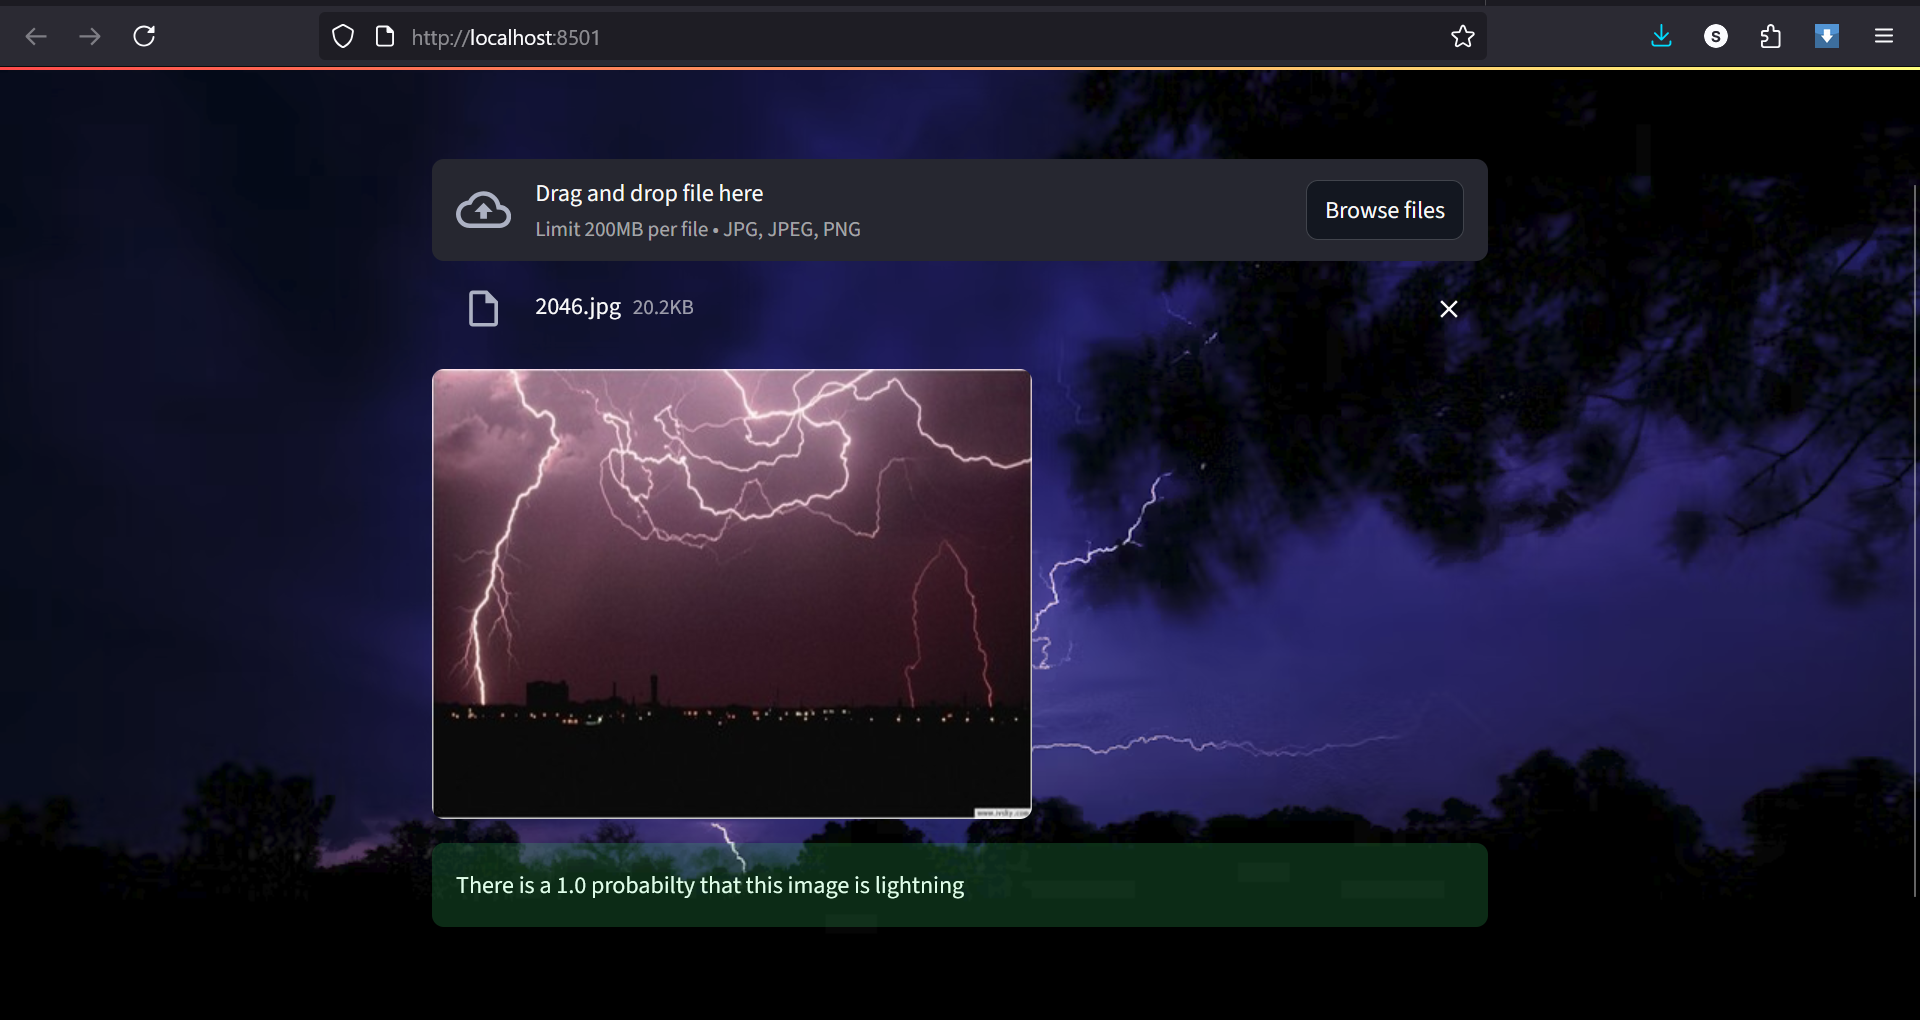 http://localhost:8501
S
Drag and drop file here
Limit 200MB per file • JPG, JPEG, PNG
Browse files
2046.jpg 20.2KB
There is a 1.0 probabilty that this image is lightning